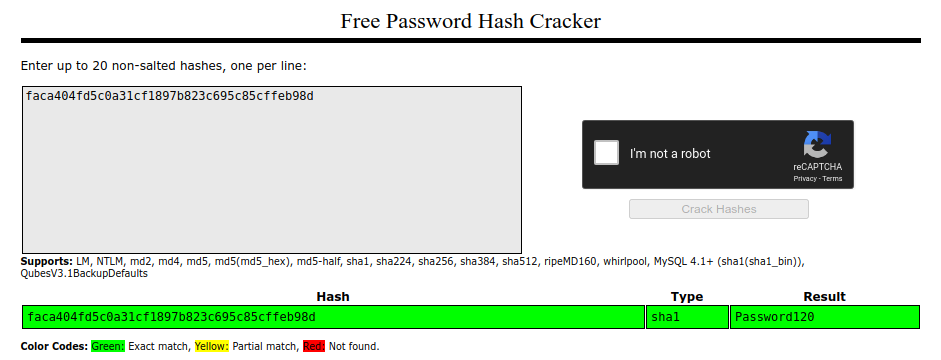 Free Password Hash Cracker
Enter up to 20 non-salted hashes, one per line:
faca404fd5c0a31cf1897b823c695c85cffeb98d
I'm not a robot
reCAPTCHA
Privacy - Terms
Crack Hashes
Supports: LM, NTLM, md2, md4, md5, md5(md5_hex), md5-half, sha1, sha224, sha256, sha384, sha512, ripeMD160, whirlpool, MySQL 4.1+ (sha1(sha1_bin)),
QubesV3.1BackupDefaults
Hash Type Result
faca404fd5c0a31cf1897b823c695c85cffeb98d sha1 Password120
Color Codes: Green: Exact match, Yellow: Partial match, Red: Not found.